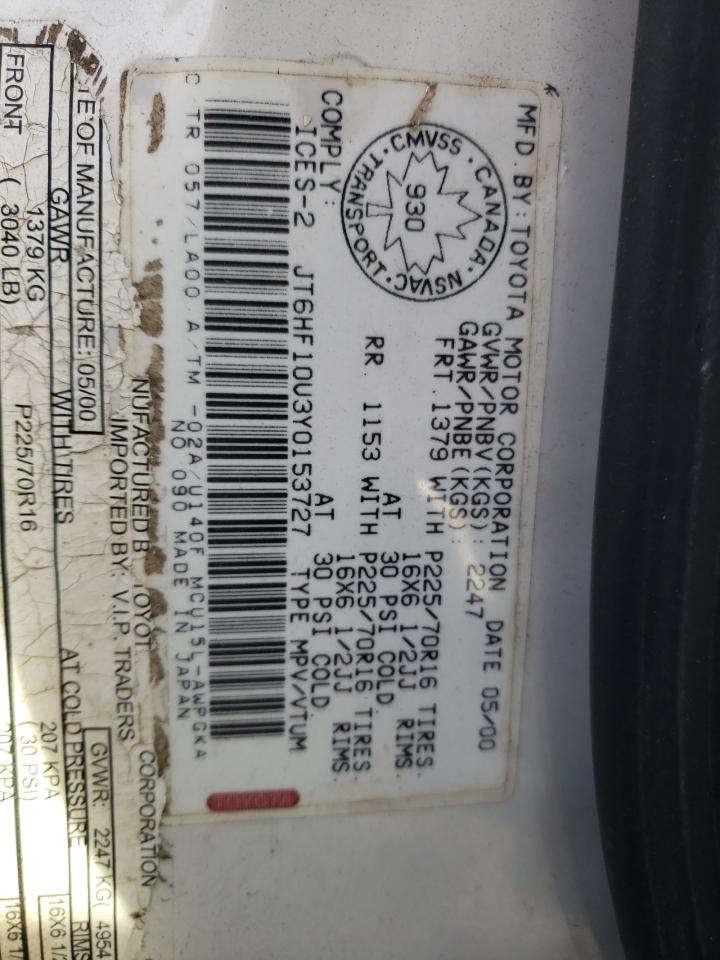 MFD. BY: TOYOTA MOTOR CORPORATION DATE 05/00
GVWR/PNBV(KGS): 2247
GAWR/PNBE(KGS):
FRT. 1379 WITH P225/70R16 TIRES.
16X6 1/2JJ RIMS.
AT 30 PSI COLD.
RR. 1153 WITH P225/70R16 TIRES.
16X6 1/2JJ RIMS.
AT 30 PSI COLD.
CMVSS · CANADA · NSVAC · TRANSPORT ·
930
COMPLY:
ICES-2 JT6HF10U3Y0153727 TYPE MPV/VTUM
C TR 057/LA00 A/TM -02A/U140F MCU15L-AWPGKA
NO 090 MADE IN JAPAN
TOYOTA
CORPORATION
IMPORTED BY: V.I.P. TRADERS
OF MANUFACTURE: 05/00
GVWR: 2247 KG( 4954
GAWR WITH TIRES AT COLD PRESSURE RIMS
1379 KG
FRONT ( 3040 LB) P225/70R16 207 KPA
( 30 PSI) 16X6 1/2
207 KPA